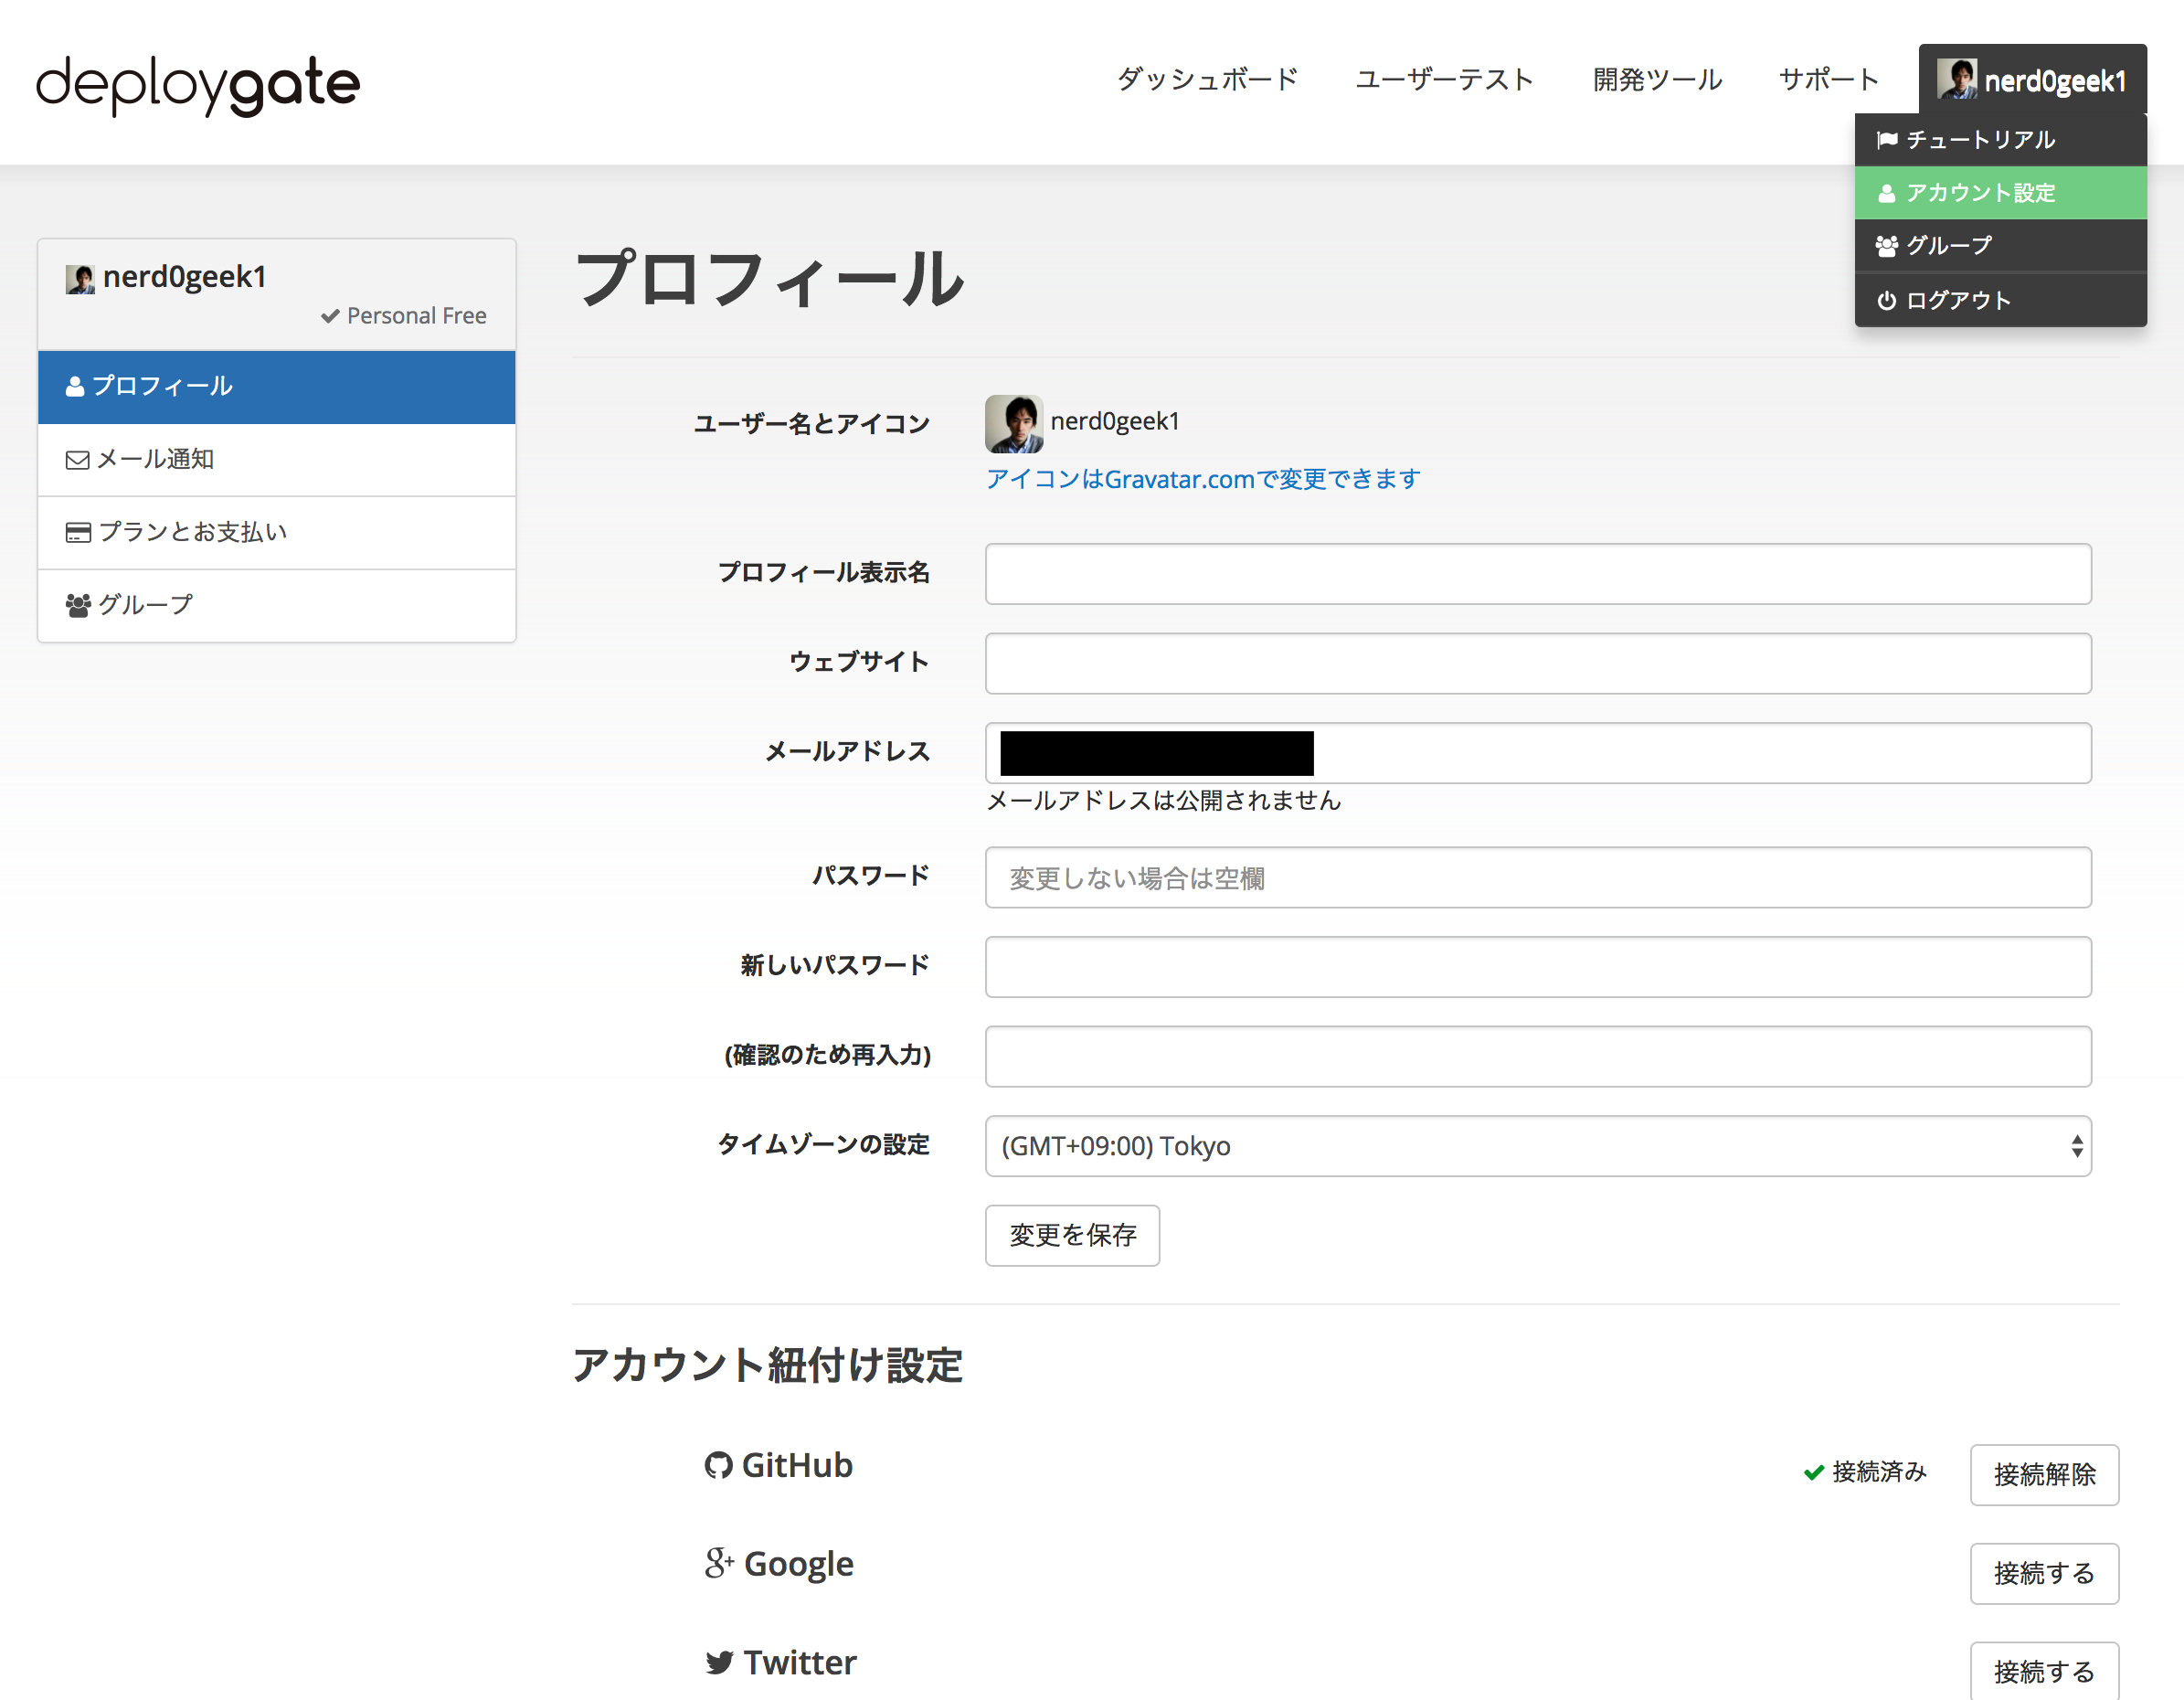 deploygate
ダッシュボード ユーザーテスト 開発ツール サポート nerd0geek1
チュートリアル
アカウント設定
グループ
ログアウト
nerd0geek1
Personal Free
プロフィール
メール通知
プランとお支払い
グループ
プロフィール
ユーザー名とアイコン nerd0geek1
アイコンはGravatar.comで変更できます
プロフィール表示名
ウェブサイト
メールアドレス
メールアドレスは公開されません
パスワード 変更しない場合は空欄
新しいパスワード
(確認のため再入力)
タイムゾーンの設定 (GMT+09:00) Tokyo
変更を保存
アカウント紐付け設定
GitHub 接続済み 接続解除
Google 接続する
Twitter 接続する